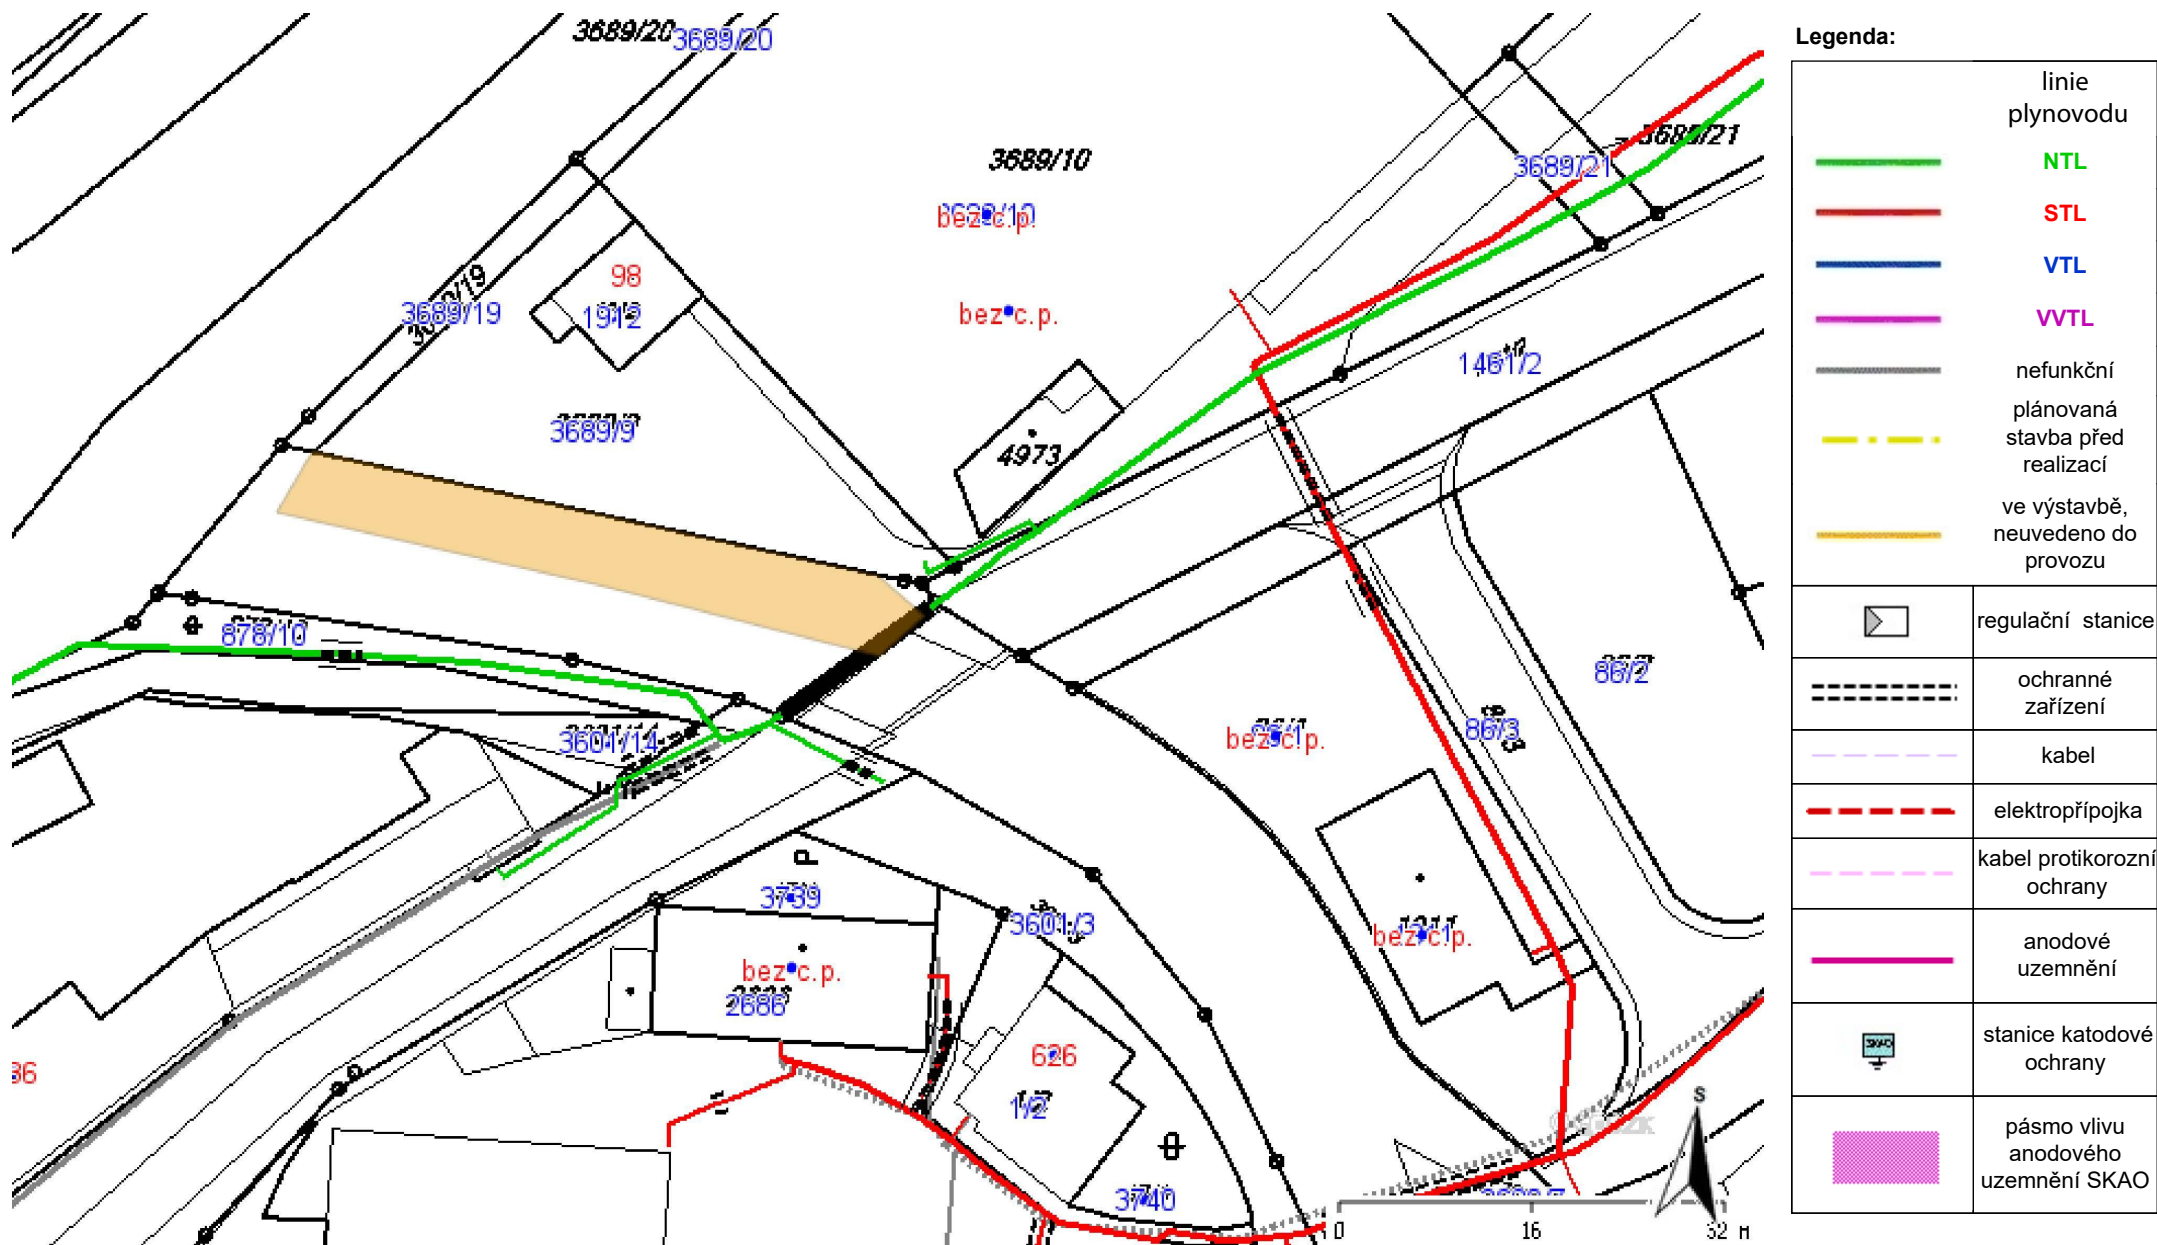 3689/20
3689/20
3689/10
bez č.p.
3689/21
3689/19
98
1912
bez č.p.
1461/2
3689/9
4973
878/10
86/2
3601/14
bez č.p.
86/3
3739
3601/3
bez č.p.
bez č.p.
2686
626
1/2
3740
S
0
16
32
Legenda:
linie
plynovodu
NTL
STL
VTL
VVTL
nefunkční
plánovaná
stavba před
realizací
ve výstavbě,
neuvedeno do
provozu
regulační stanice
ochranné
zařízení
kabel
elektropřípojka
kabel protikorozní
ochrany
anodové
uzemnění
SKAO
stanice katodové
ochrany
pásmo vlivu
anodového
uzemnění SKAO